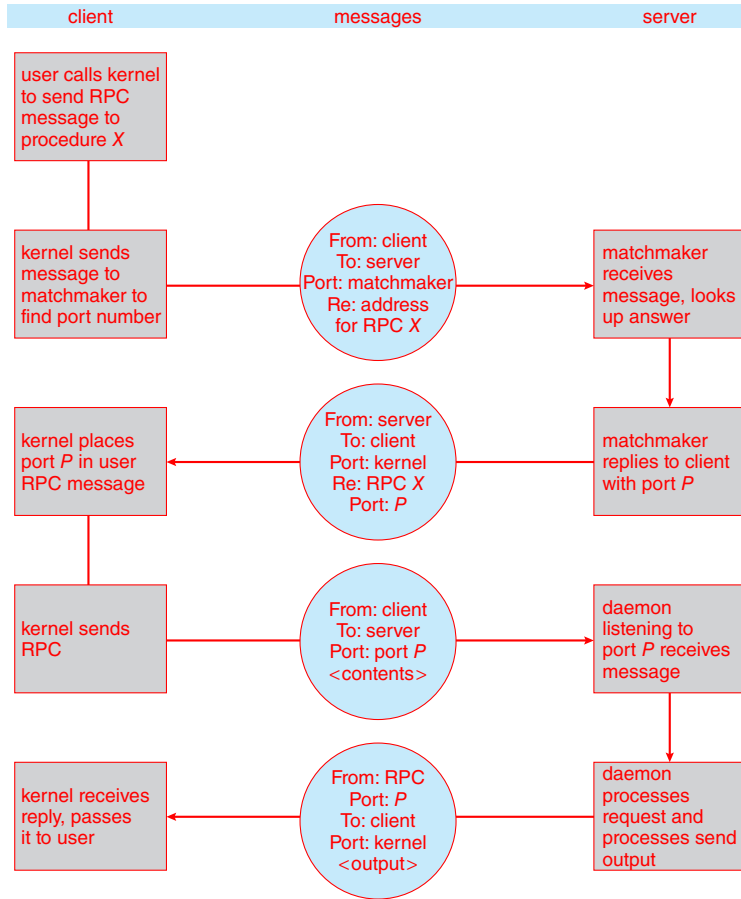 client
messages
server
user calls kernel
to send RPC
message to
procedure X
kernel sends
message to
matchmaker to
find port number
From: client
To: server
Port: matchmaker
Re: address
for RPC X
matchmaker
receives
message, looks
up answer
kernel places
port P in user
RPC message
From: server
To: client
Port: kernel
Re: RPC X
Port: P
matchmaker
replies to client
with port P
kernel sends
RPC
From: client
To: server
Port: port P
<contents>
daemon
listening to
port P receives
message
kernel receives
reply, passes
it to user
From: RPC
Port: P
To: client
Port: kernel
<output>
daemon
processes
request and
processes send
output